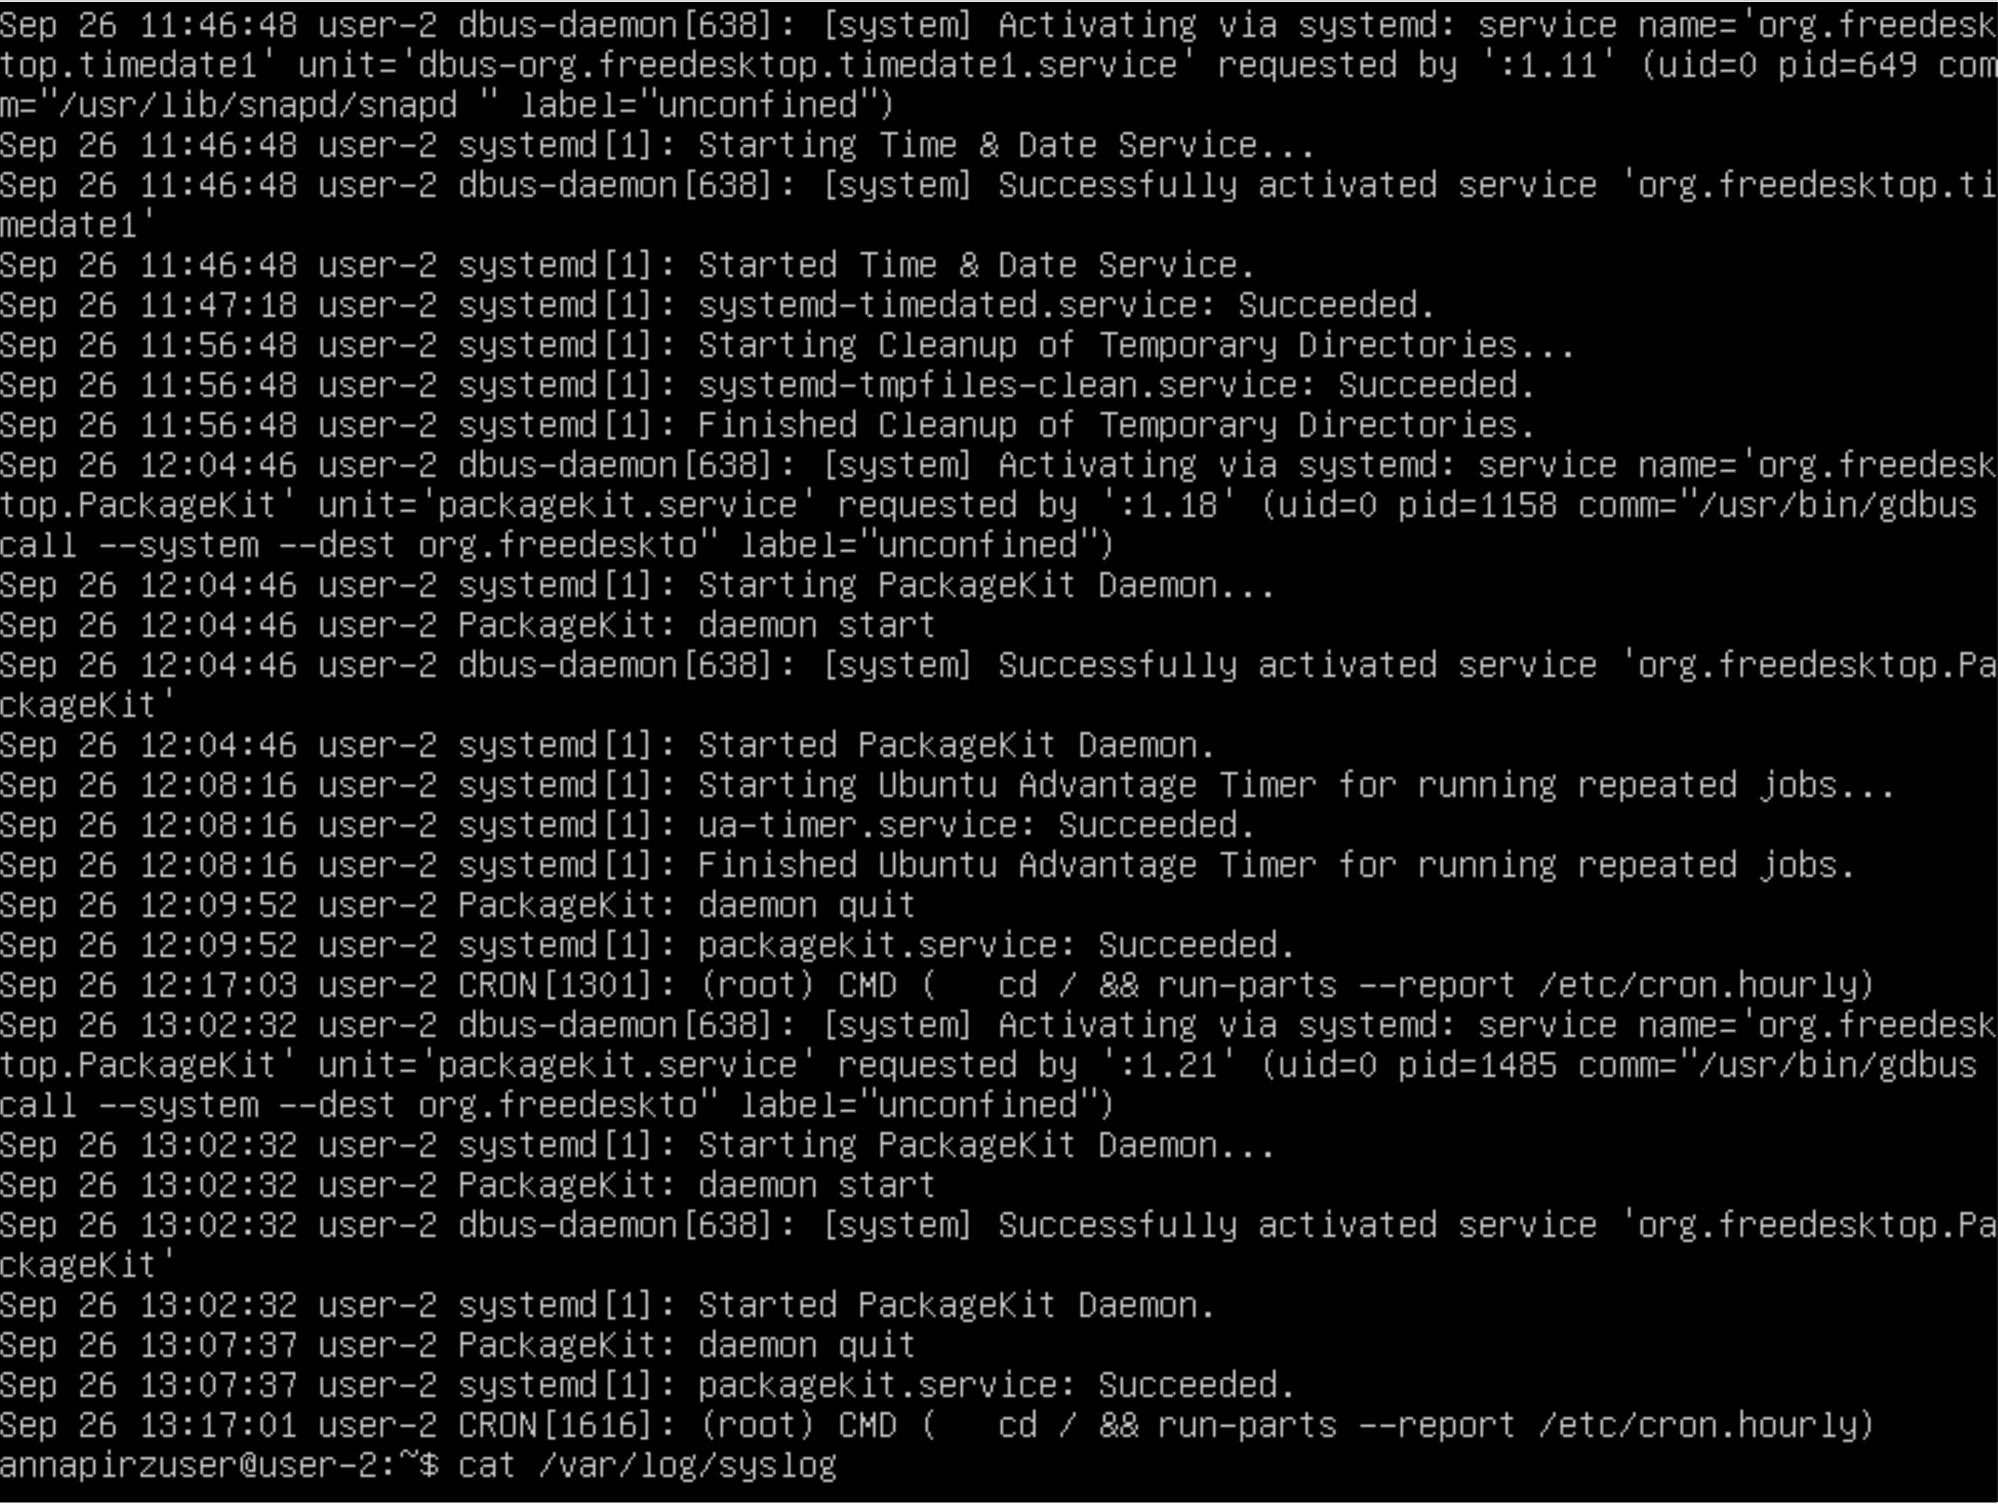 Sep 26 11:46:48 user-2 dbus-daemon[638]: [system] Activating via systemd: service name='org.freedesk
top.timedate1' unit='dbus-org.freedesktop.timedate1.service' requested by ':1.11' (uid=0 pid=649 com
m="/usr/lib/snapd/snapd " label="unconfined")
Sep 26 11:46:48 user-2 systemd[1]: Starting Time & Date Service...
Sep 26 11:46:48 user-2 dbus-daemon[638]: [system] Successfully activated service 'org.freedesktop.ti
medate1'
Sep 26 11:46:48 user-2 systemd[1]: Started Time & Date Service.
Sep 26 11:47:18 user-2 systemd[1]: systemd-timedated.service: Succeeded.
Sep 26 11:56:48 user-2 systemd[1]: Starting Cleanup of Temporary Directories...
Sep 26 11:56:48 user-2 systemd[1]: systemd-tmpfiles-clean.service: Succeeded.
Sep 26 11:56:48 user-2 systemd[1]: Finished Cleanup of Temporary Directories.
Sep 26 12:04:46 user-2 dbus-daemon[638]: [system] Activating via systemd: service name='org.freedesk
top.PackageKit' unit='packagekit.service' requested by ':1.18' (uid=0 pid=1158 comm="/usr/bin/gdbus
call --system --dest org.freedeskto" label="unconfined")
Sep 26 12:04:46 user-2 systemd[1]: Starting PackageKit Daemon...
Sep 26 12:04:46 user-2 PackageKit: daemon start
Sep 26 12:04:46 user-2 dbus-daemon[638]: [system] Successfully activated service 'org.freedesktop.Pa
ckageKit'
Sep 26 12:04:46 user-2 systemd[1]: Started PackageKit Daemon.
Sep 26 12:08:16 user-2 systemd[1]: Starting Ubuntu Advantage Timer for running repeated jobs...
Sep 26 12:08:16 user-2 systemd[1]: ua-timer.service: Succeeded.
Sep 26 12:08:16 user-2 systemd[1]: Finished Ubuntu Advantage Timer for running repeated jobs.
Sep 26 12:09:52 user-2 PackageKit: daemon quit
Sep 26 12:09:52 user-2 systemd[1]: packagekit.service: Succeeded.
Sep 26 12:17:03 user-2 CRON[1301]: (root) CMD (   cd / && run-parts --report /etc/cron.hourly)
Sep 26 13:02:32 user-2 dbus-daemon[638]: [system] Activating via systemd: service name='org.freedesk
top.PackageKit' unit='packagekit.service' requested by ':1.21' (uid=0 pid=1485 comm="/usr/bin/gdbus
call --system --dest org.freedeskto" label="unconfined")
Sep 26 13:02:32 user-2 systemd[1]: Starting PackageKit Daemon...
Sep 26 13:02:32 user-2 PackageKit: daemon start
Sep 26 13:02:32 user-2 dbus-daemon[638]: [system] Successfully activated service 'org.freedesktop.Pa
ckageKit'
Sep 26 13:02:32 user-2 systemd[1]: Started PackageKit Daemon.
Sep 26 13:07:37 user-2 PackageKit: daemon quit
Sep 26 13:07:37 user-2 systemd[1]: packagekit.service: Succeeded.
Sep 26 13:17:01 user-2 CRON[1616]: (root) CMD (   cd / && run-parts --report /etc/cron.hourly)
annapirzuser@user-2:~$ cat /var/log/syslog